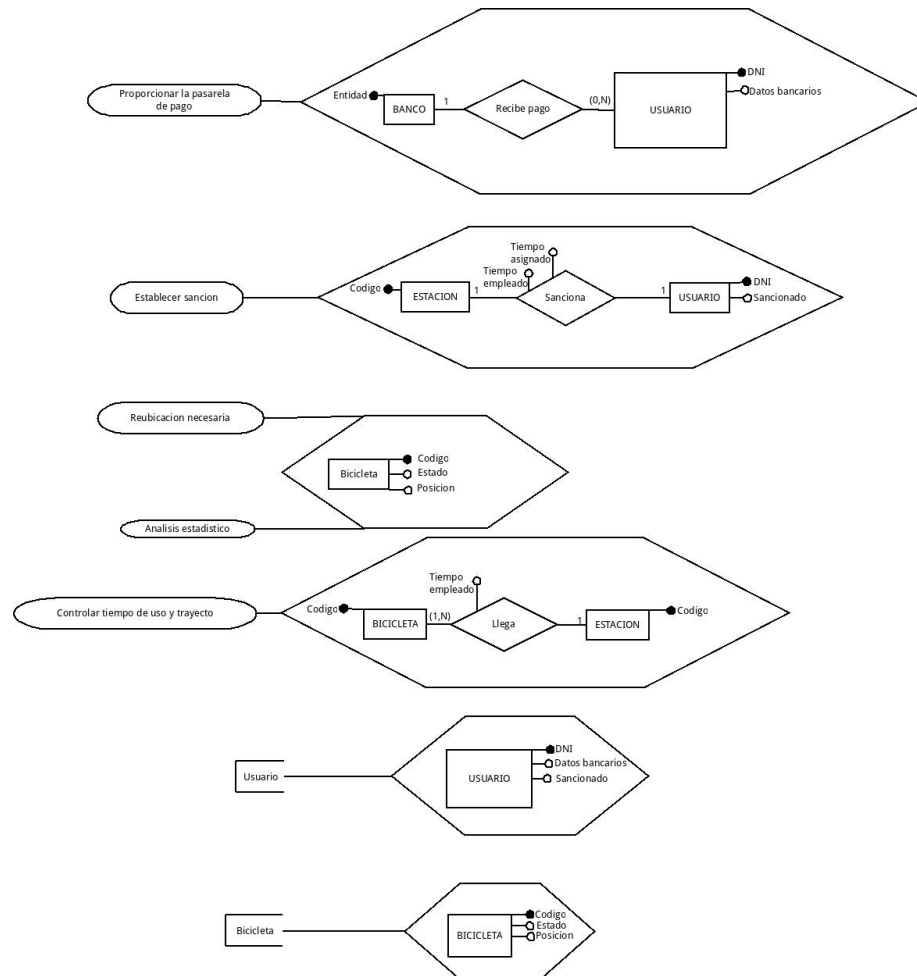 Proporcionar la pasarela
de pago
Entidad
BANCO
1
Recibe pago
(0,N)
USUARIO
DNI
Datos bancarios
Establecer sancion
Codigo
ESTACION
1
Tiempo
empleado
Tiempo
asignado
Sanciona
1
USUARIO
DNI
Sancionado
Reubicacion necesaria
Bicicleta
Codigo
Estado
Posicion
Analisis estadistico
Controlar tiempo de uso y trayecto
Codigo
BICICLETA
(1,N)
Tiempo
empleado
Llega
1
ESTACION
Codigo
Usuario
USUARIO
DNI
Datos bancarios
Sancionado
Bicicleta
BICICLETA
Codigo
Estado
Posicion